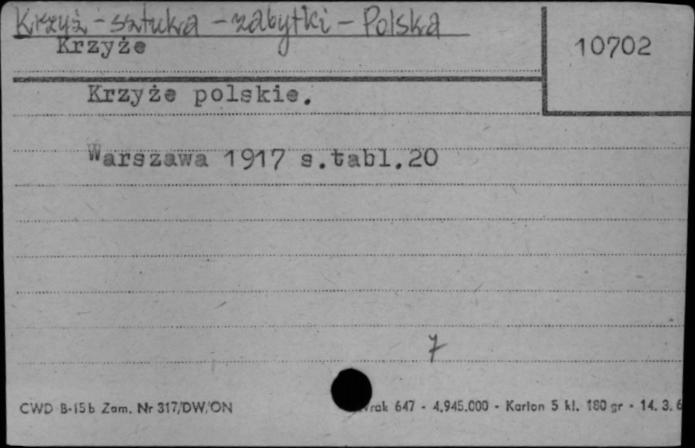 Krzyż - sztuka - zabytki - Polska
Krzyże
10702
Krzyże polskie.
Warszawa 1917 s.tabl.20
7
CWD B-15b Zam. Nr 317/DW/ON
rak 647 - 4.945.000 - Karton 5 kl. 180 gr - 14. 3. 6